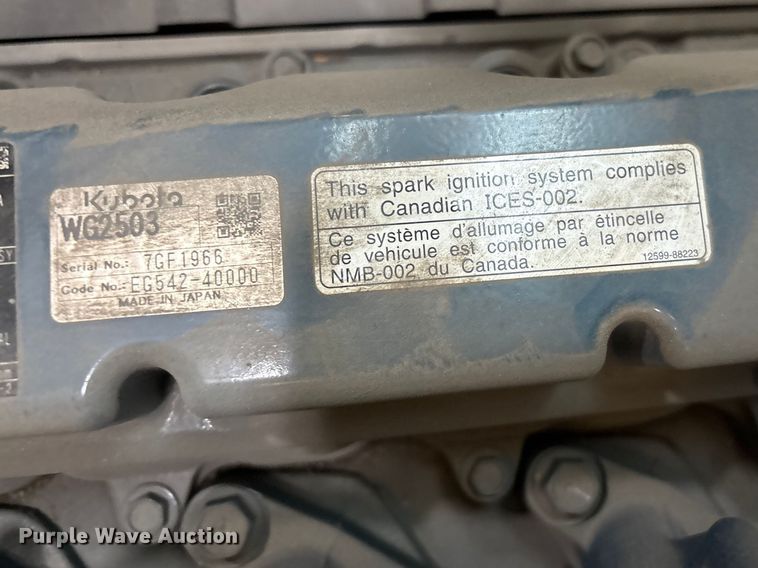 Kubota
WG2503
Serial No.: 7GF1966
Code No.: EG542-40000
MADE IN JAPAN
This spark ignition system complies
with Canadian ICES-002.
Ce système d'allumage par étincelle
de véhicule est conforme à la norme
NMB-002 du Canada.
12599-88223
Purple Wave Auction